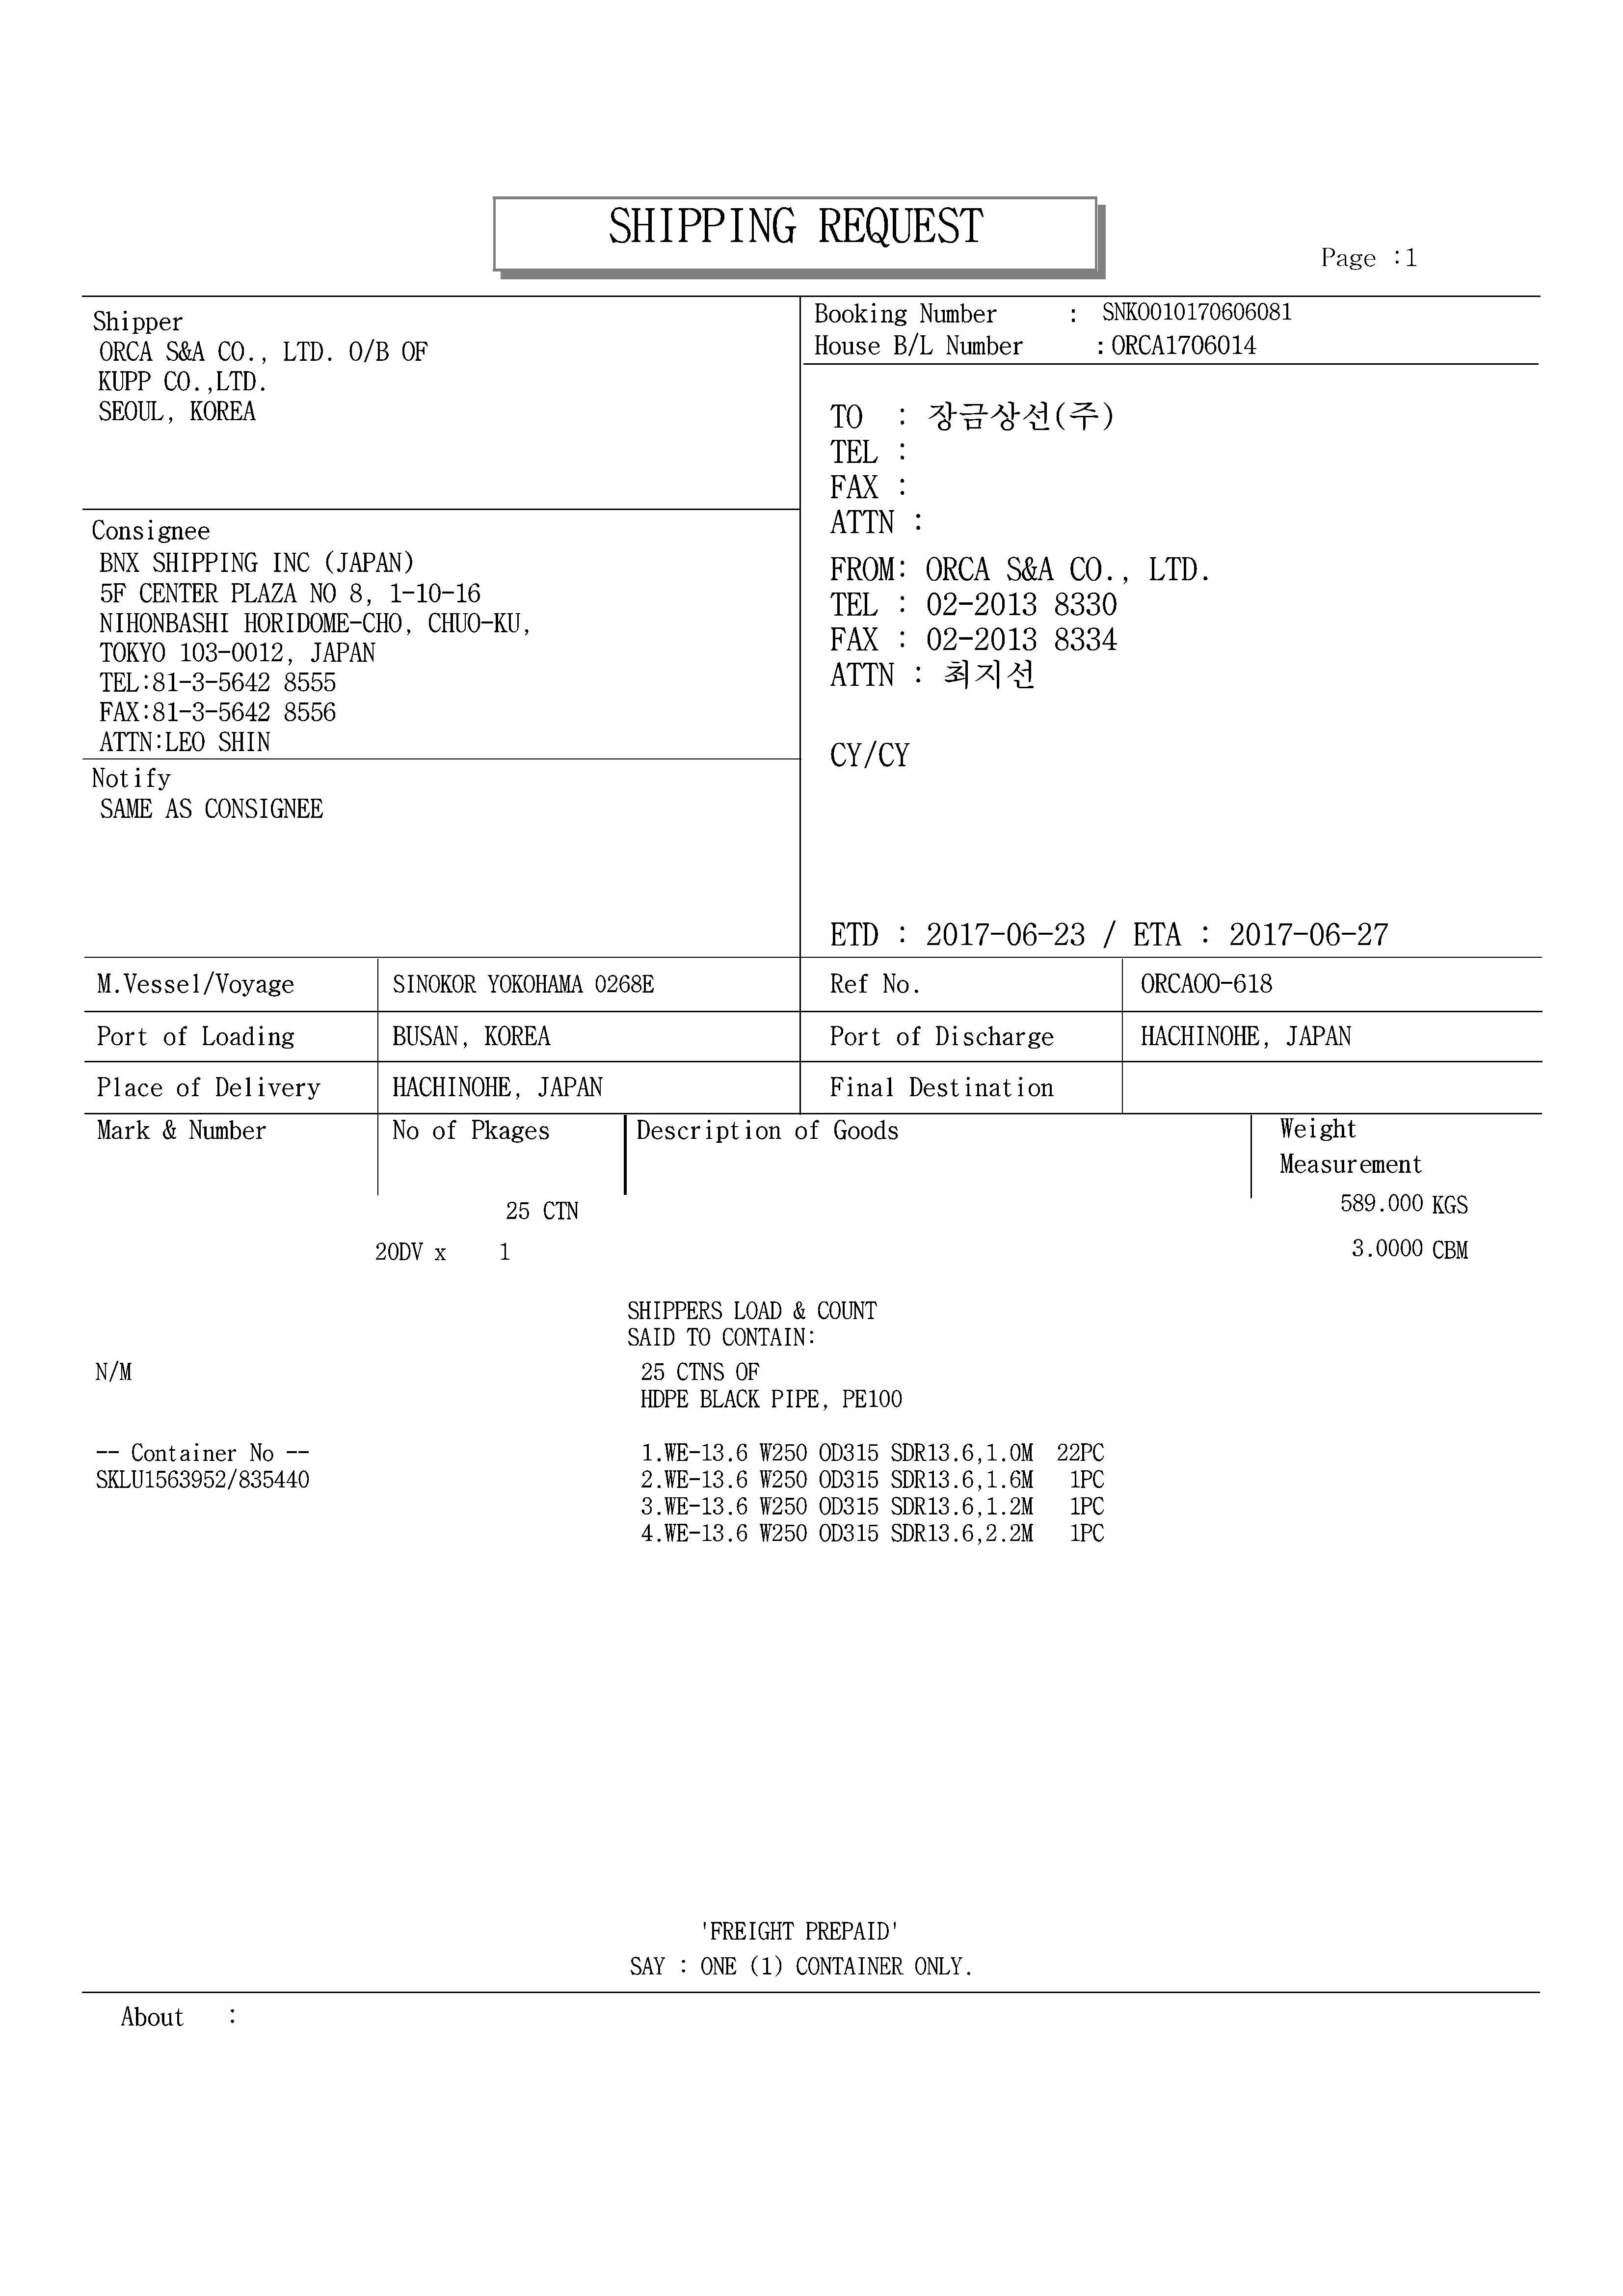 SHIPPING REQUEST
Page :1
Shipper
ORCA S&A CO., LTD. O/B OF
KUPP CO.,LTD.
SEOUL, KOREA
Booking Number : SNKO010170606081
House B/L Number :ORCA1706014
TO : 장금상선(주)
TEL :
FAX :
ATTN :
FROM: ORCA S&A CO., LTD.
TEL : 02-2013 8330
FAX : 02-2013 8334
ATTN : 최지선
CY/CY
ETD : 2017-06-23 / ETA : 2017-06-27
Consignee
BNX SHIPPING INC (JAPAN)
5F CENTER PLAZA NO 8, 1-10-16
NIHONBASHI HORIDOME-CHO, CHUO-KU,
TOKYO 103-0012, JAPAN
TEL:81-3-5642 8555
FAX:81-3-5642 8556
ATTN:LEO SHIN
Notify
SAME AS CONSIGNEE
M.Vessel/Voyage SINOKOR YOKOHAMA 0268E Ref No. ORCAOO-618
Port of Loading BUSAN, KOREA Port of Discharge HACHINOHE, JAPAN
Place of Delivery HACHINOHE, JAPAN Final Destination
Mark & Number No of Pkages Description of Goods Weight
Measurement
25 CTN 589.000 KGS
20DV x 1 3.0000 CBM
SHIPPERS LOAD & COUNT
SAID TO CONTAIN:
N/M 25 CTNS OF
HDPE BLACK PIPE, PE100
-- Container No -- 1.WE-13.6 W250 OD315 SDR13.6,1.0M 22PC
SKLU1563952/835440 2.WE-13.6 W250 OD315 SDR13.6,1.6M 1PC
3.WE-13.6 W250 OD315 SDR13.6,1.2M 1PC
4.WE-13.6 W250 OD315 SDR13.6,2.2M 1PC
'FREIGHT PREPAID'
SAY : ONE (1) CONTAINER ONLY.
About :